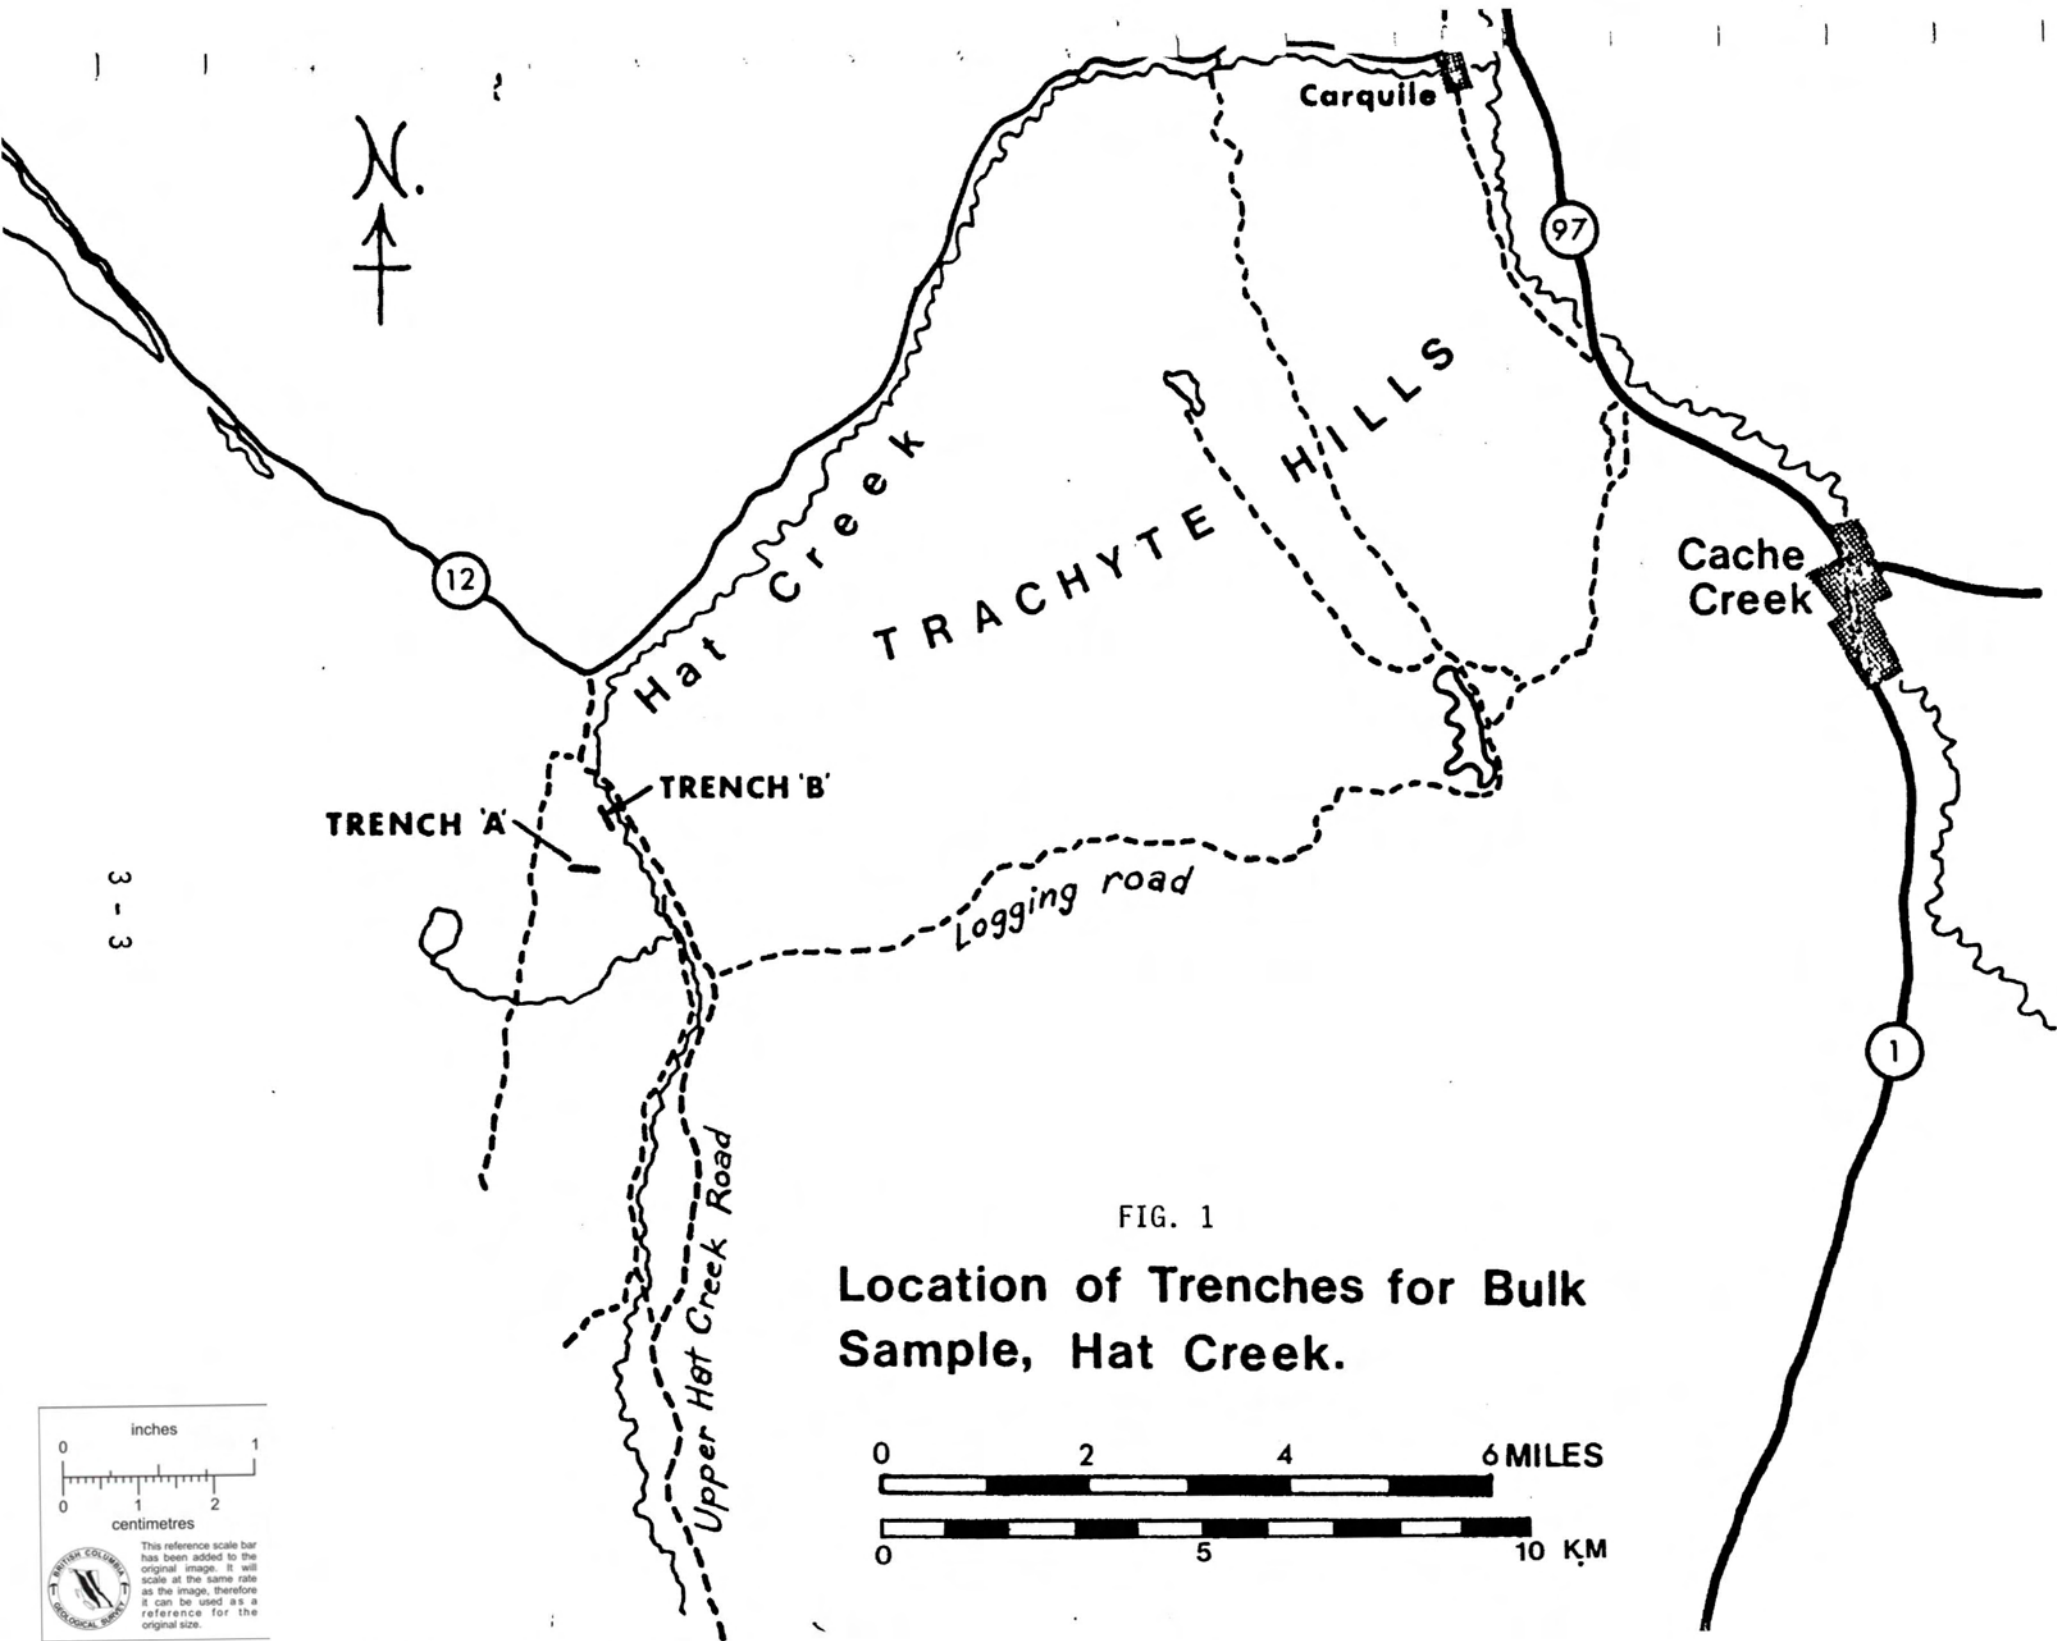 Carquile
N.
97
12
Hat Creek
TRACHYTE HILLS
Cache
Creek
TRENCH 'B'
TRENCH 'A'
3 - 3
Logging road
1
Upper Hat Creek Road
FIG. 1
Location of Trenches for Bulk
Sample, Hat Creek.
0 2 4 6 MILES
0 5 10 KM
inches
0 1
0 1 2
centimetres
This reference scale bar
has been added to the
original image. It will
scale at the same rate
as the image, therefore
it can be used as a
reference for the
original size.
BRITISH COLUMBIA
GEOLOGICAL SURVEY